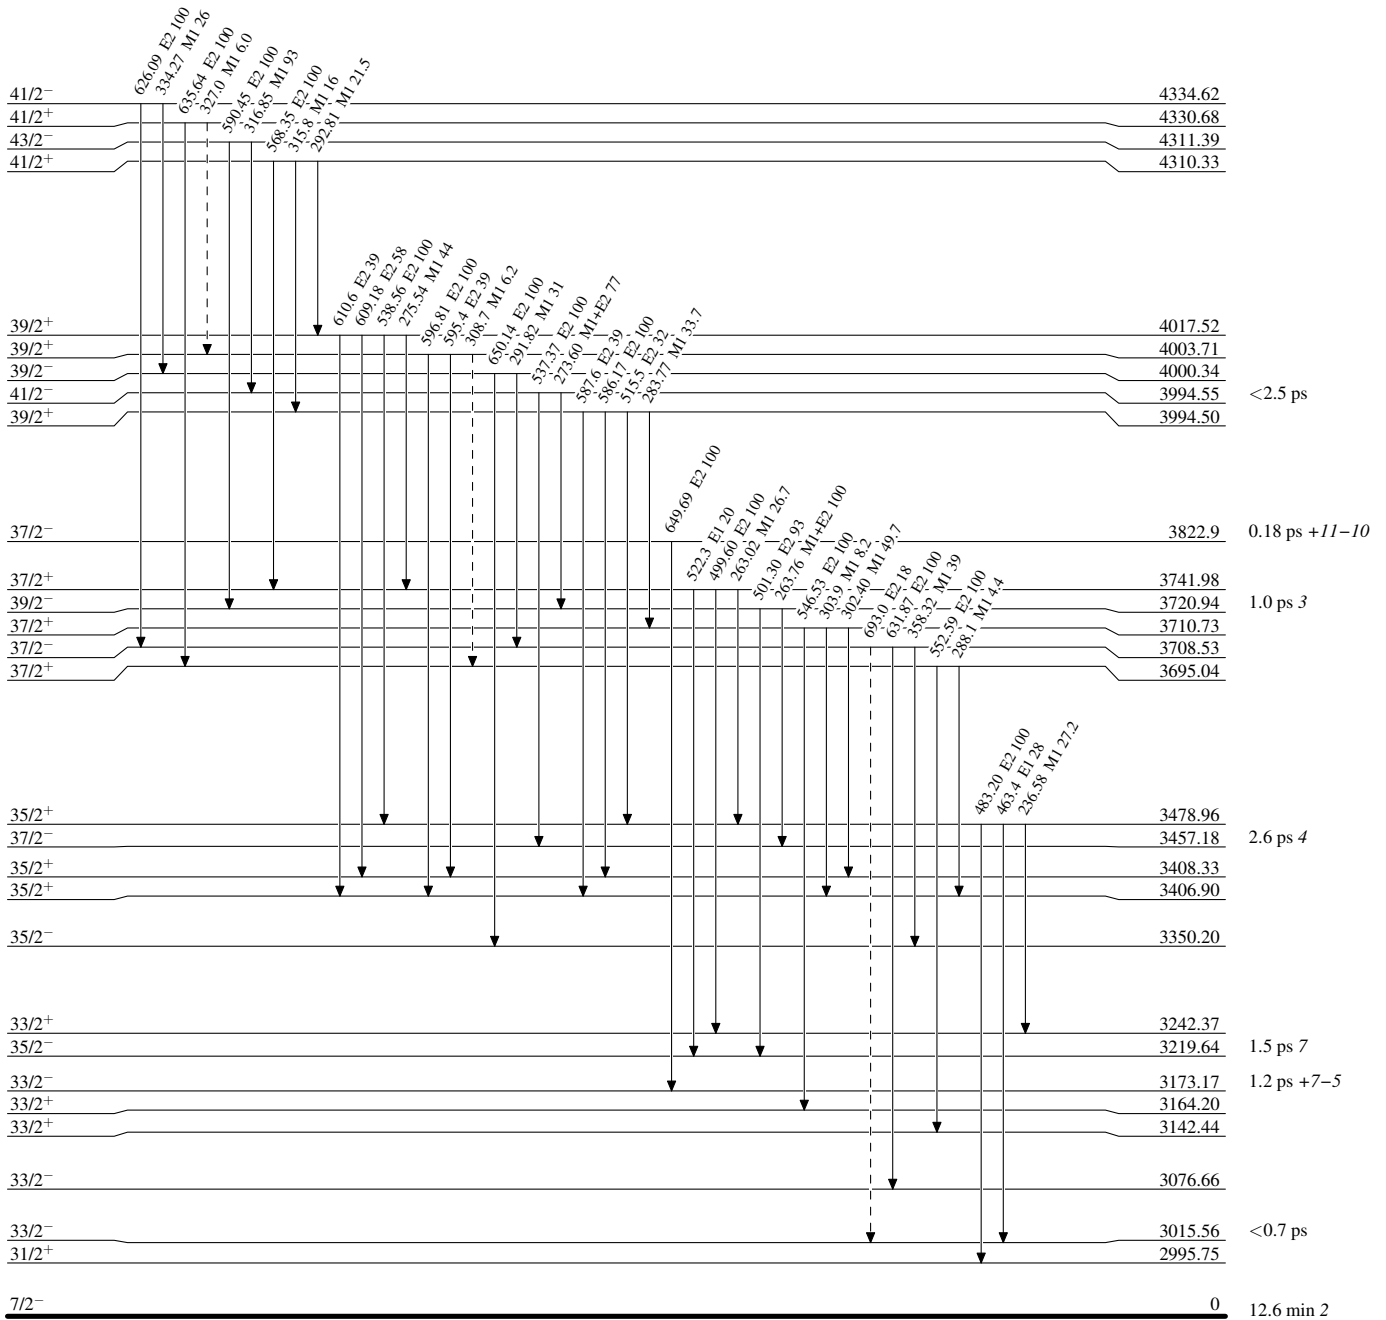 626.09 E2 100
334.27 M1 26
635.64 E2 100
327.0 M1 6.0
590.45 E2 100
316.85 M1 93
568.35 E2 100
315.8 M1 16
292.81 M1 21.5
41/2− 4334.62
41/2+ 4330.68
43/2− 4311.39
41/2+ 4310.33
610.6 E2 39
609.18 E2 58
538.56 E2 100
275.54 M1 44
596.81 E2 100
595.4 E2 39
308.7 M1 6.2
650.14 E2 100
291.82 M1 31
537.37 E2 100
273.60 M1+E2 77
587.6 E2 39
586.17 E2 100
515.5 E2 32
283.77 M1 33.7
39/2+ 4017.52
39/2+ 4003.71
39/2− 4000.34
41/2− 3994.55 <2.5 ps
39/2+ 3994.50
649.69 E2 100
522.3 E1 20
499.60 E2 100
263.02 M1 26.7
501.30 E2 93
263.76 M1+E2 100
546.53 E2 100
303.9 M1 8.2
302.40 M1 49.7
693.0 E2 18
631.87 E2 100
358.32 M1 39
552.59 E2 100
288.1 M1 4.4
37/2− 3822.9 0.18 ps +11−10
37/2+ 3741.98
39/2− 3720.94 1.0 ps 3
37/2+ 3710.73
37/2− 3708.53
37/2+ 3695.04
483.20 E2 100
463.4 E1 28
236.58 M1 27.2
35/2+ 3478.96
37/2− 3457.18 2.6 ps 4
35/2+ 3408.33
35/2+ 3406.90
35/2− 3350.20
33/2+ 3242.37
35/2− 3219.64 1.5 ps 7
33/2− 3173.17 1.2 ps +7−5
33/2+ 3164.20
33/2+ 3142.44
33/2− 3076.66
33/2− 3015.56 <0.7 ps
31/2+ 2995.75
7/2− 0 12.6 min 2